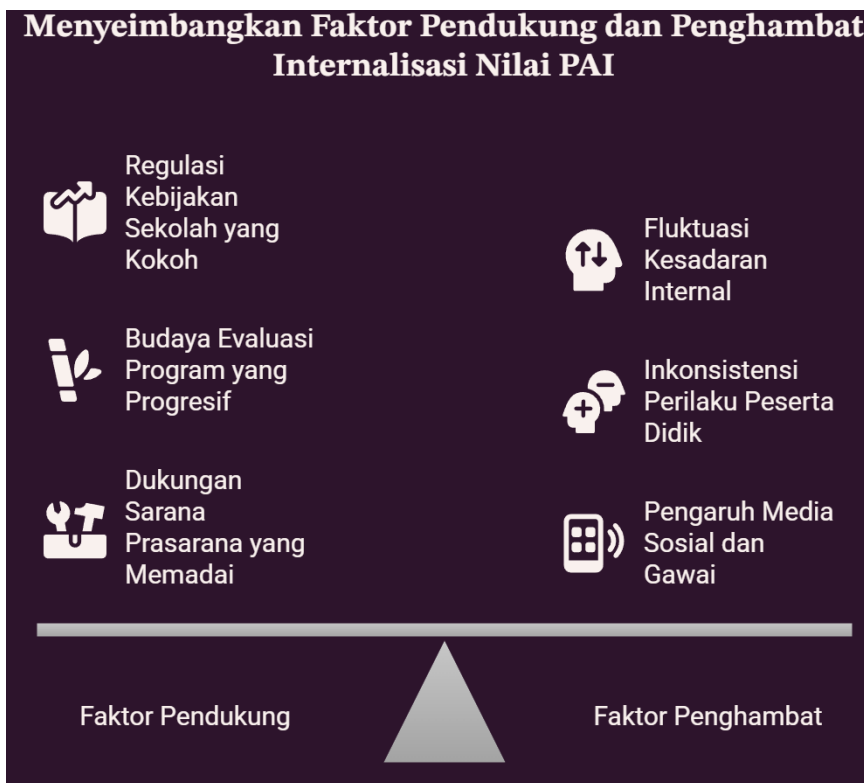 Menyeimbangkan Faktor Pendukung dan Penghambat
Internalisasi Nilai PAI
Regulasi
Kebijakan
Sekolah yang
Kokoh
Budaya Evaluasi
Program yang
Progresif
Dukungan
Sarana
Prasarana yang
Memadai
Fluktuasi
Kesadaran
Internal
Inkonsistensi
Perilaku Peserta
Didik
Pengaruh Media
Sosial dan
Gawai
Faktor Pendukung
Faktor Penghambat